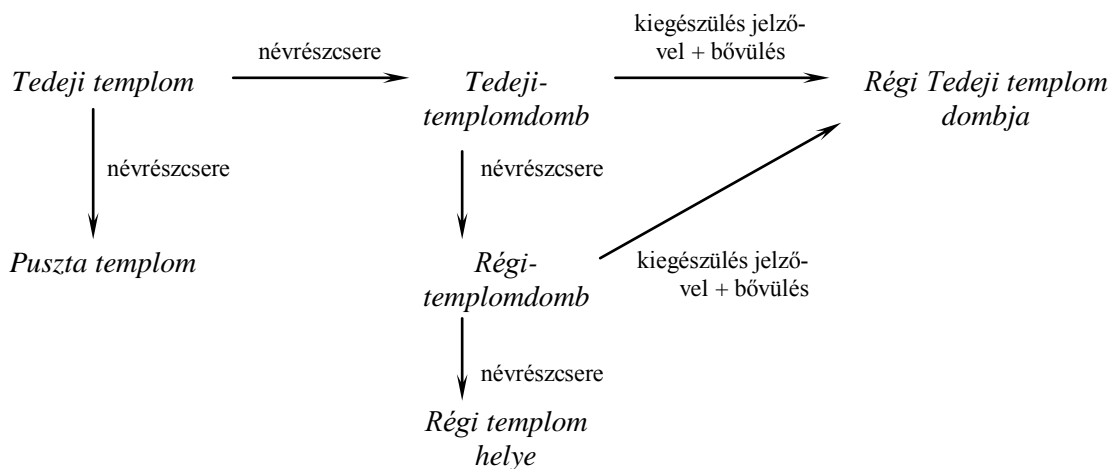 kiegészülés jelző-
vel + bővülés
névrészcsere
Tedeji templom
Tedeji-
templomdomb
Régi Tedeji templom
dombja
névrészcsere
névrészcsere
Puszta templom
Régi-
templomdomb
kiegészülés jelző-
vel + bővülés
névrészcsere
Régi templom
helye